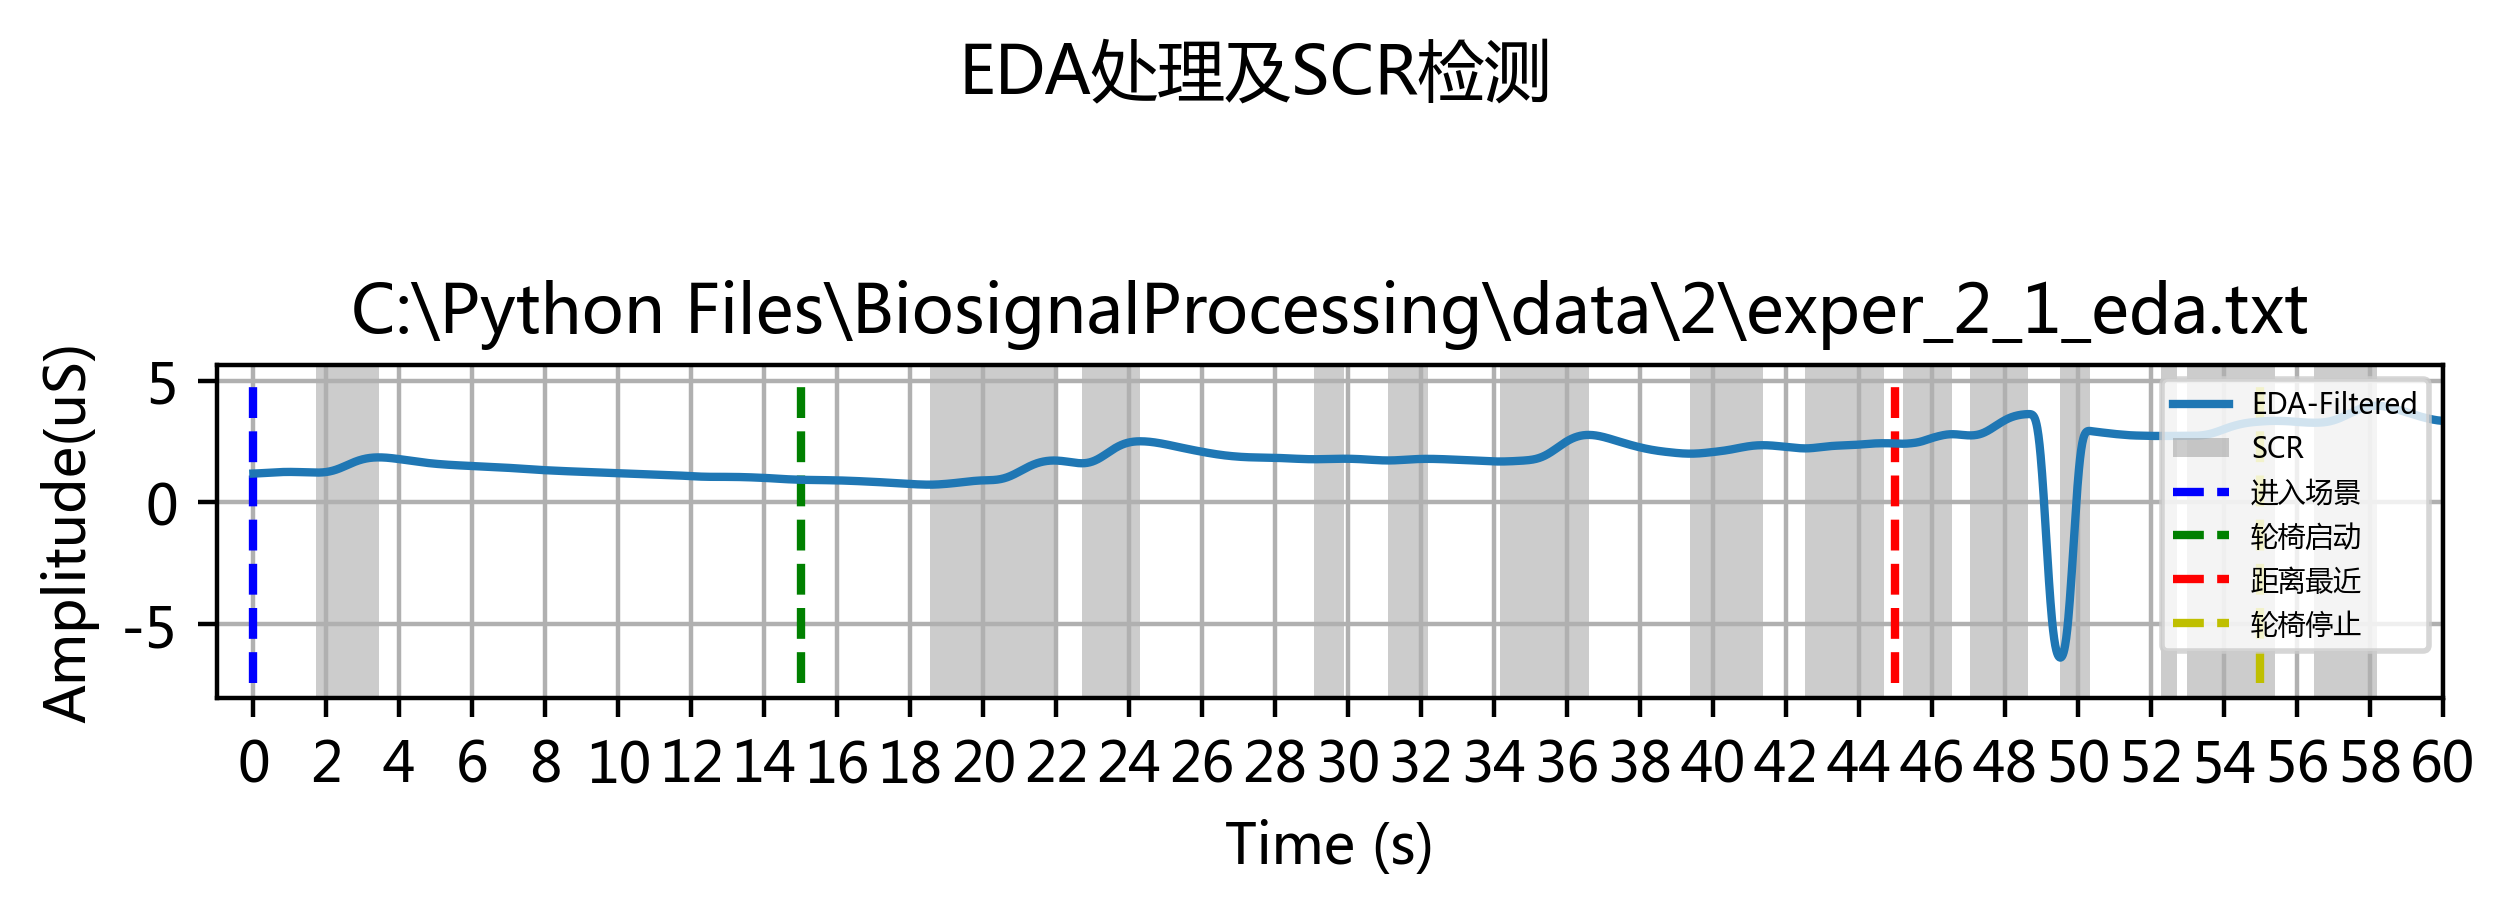 EDA处理及SCR检测
C:\Python Files\BiosignalProcessing\data\2\exper_2_1_eda.txt
Amplitude(uS)
5
0
-5
EDA-Filtered
SCR
进入场景
轮椅启动
距离最近
轮椅停止
0 2 4 6 8 10 12 14 16 18 20 22 24 26 28 30 32 34 36 38 40 42 44 46 48 50 52 54 56 58 60
Time (s)